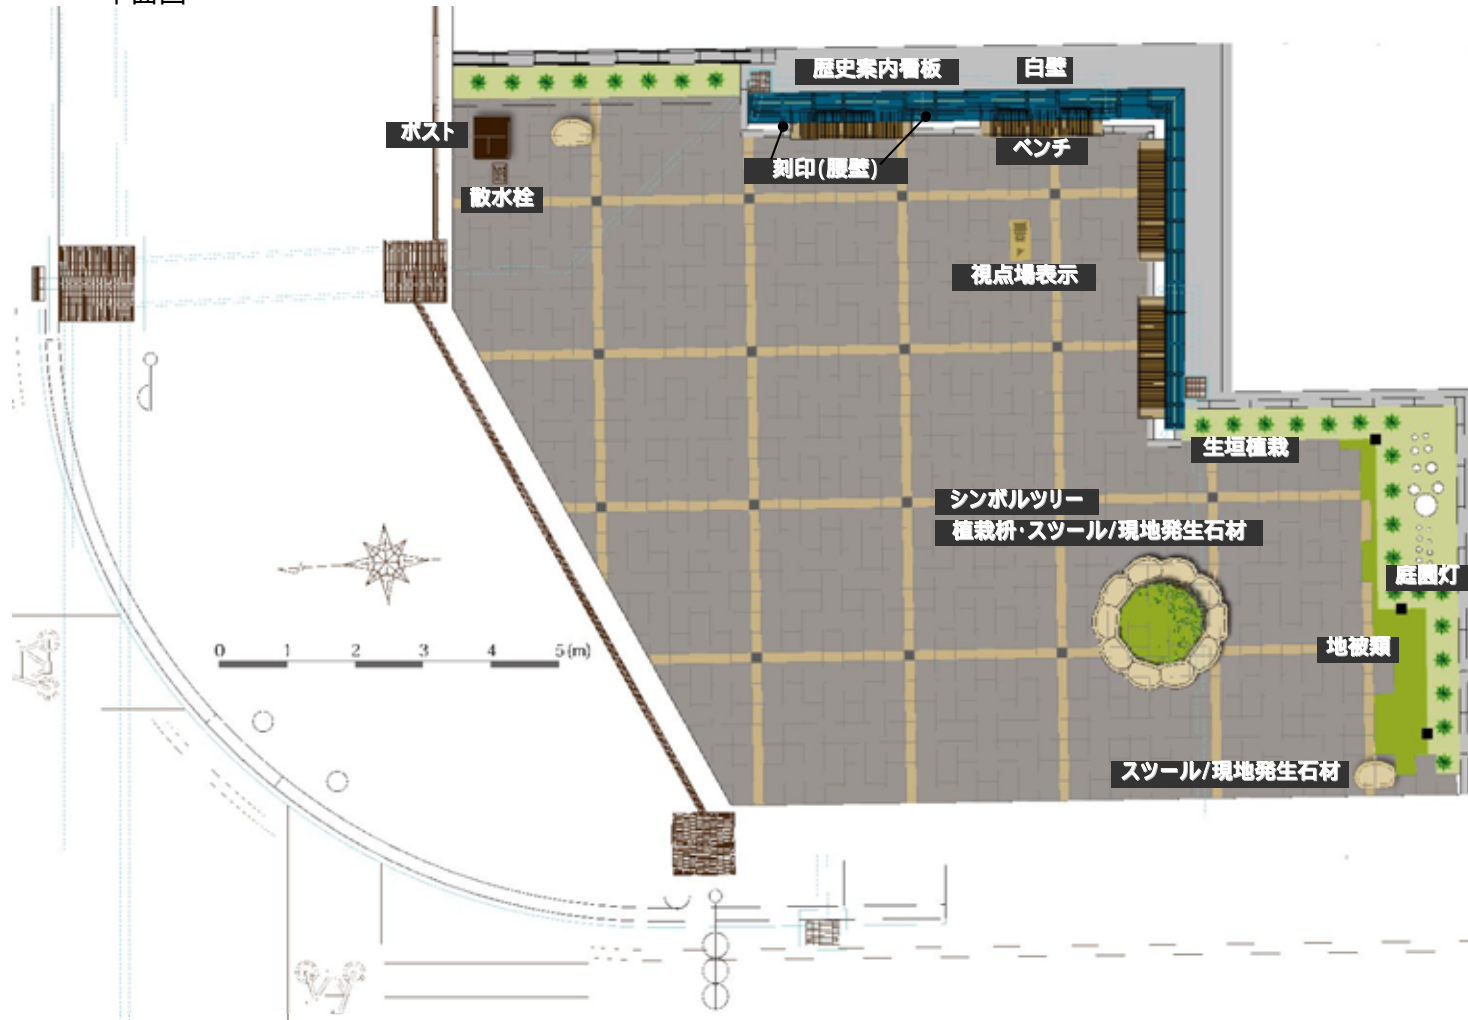 平面図
歴史案内看板
白壁
ポスト
ベンチ
刻印(腰壁)
散水栓
視点場表示
生垣植栽
シンボルツリー
植栽枡・スツール/現地発生石材
庭園灯
地被類
0 1 2 3 4 5(m)
スツール/現地発生石材